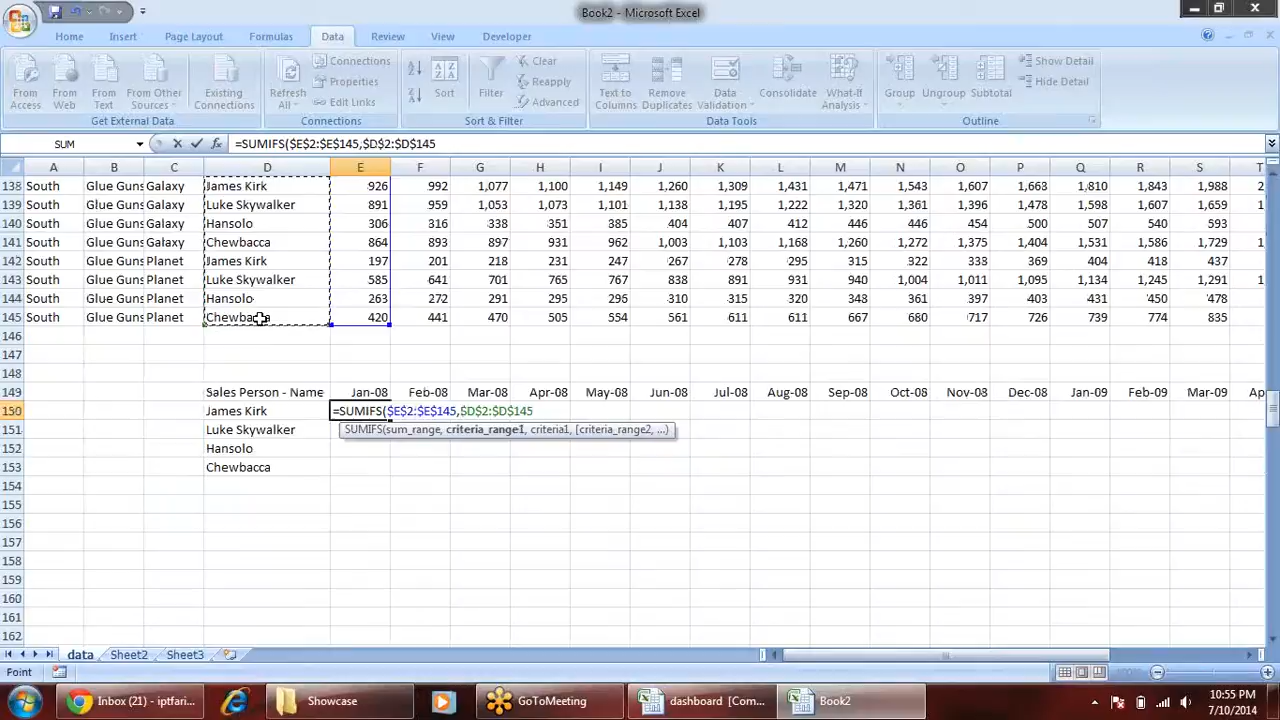 Book2 - Microsoft Excel
Home Insert Page Layout Formulas Data Review View Developer
From Access From Web From Text From Other Sources Existing Connections Refresh All Connections Properties Edit Links Sort Filter Clear Reapply Advanced Text to Columns Remove Duplicates Data Validation Consolidate What-If Analysis Group Ungroup Subtotal Show Detail Hide Detail
Get External Data Connections Sort & Filter Data Tools Outline
SUM =SUMIFS($E$2:$E$145,$D$2:$D$145
A B C D E F G H I J K L M N O P Q R S T
138 South Glue Guns Galaxy James Kirk 926 992 1,077 1,100 1,149 1,260 1,309 1,431 1,471 1,543 1,607 1,663 1,810 1,843 1,988 2
139 South Glue Guns Galaxy Luke Skywalker 891 959 1,053 1,073 1,101 1,138 1,195 1,222 1,320 1,361 1,396 1,478 1,598 1,607 1,659 1
140 South Glue Guns Galaxy Hansolo 306 316 338 351 385 404 407 412 446 446 454 500 507 540 593
141 South Glue Guns Galaxy Chewbacca 864 893 897 931 962 1,003 1,103 1,168 1,260 1,272 1,375 1,404 1,531 1,586 1,729 1
142 South Glue Guns Planet James Kirk 197 201 218 231 247 267 278 295 315 322 333 369 404 418 437
143 South Glue Guns Planet Luke Skywalker 585 641 701 765 767 838 891 931 940 1,004 1,011 1,095 1,134 1,245 1,291 1
144 South Glue Guns Planet Hansolo 263 272 291 295 296 310 315 320 348 361 397 403 431 450 478
145 South Glue Guns Planet Chewbacca 420 441 470 505 554 561 611 611 667 680 717 726 739 774 835
146
147
148
149 Sales Person - Name Jan-08 Feb-08 Mar-08 Apr-08 May-08 Jun-08 Jul-08 Aug-08 Sep-08 Oct-08 Nov-08 Dec-08 Jan-09 Feb-09 Mar-09 Ap
150 James Kirk =SUMIFS($E$2:$E$145,$D$2:$D$145
151 Luke Skywalker SUMIFS(sum_range, criteria_range1, criteria1, [criteria_range2, ...)
152 Hansolo
153 Chewbacca
154
155
156
157
158
159
160
161
162
data Sheet2 Sheet3
Point
Inbox (21) - iptfari... Showcase GoToMeeting dashboard [Com... Book2
10:55 PM
7/10/2014